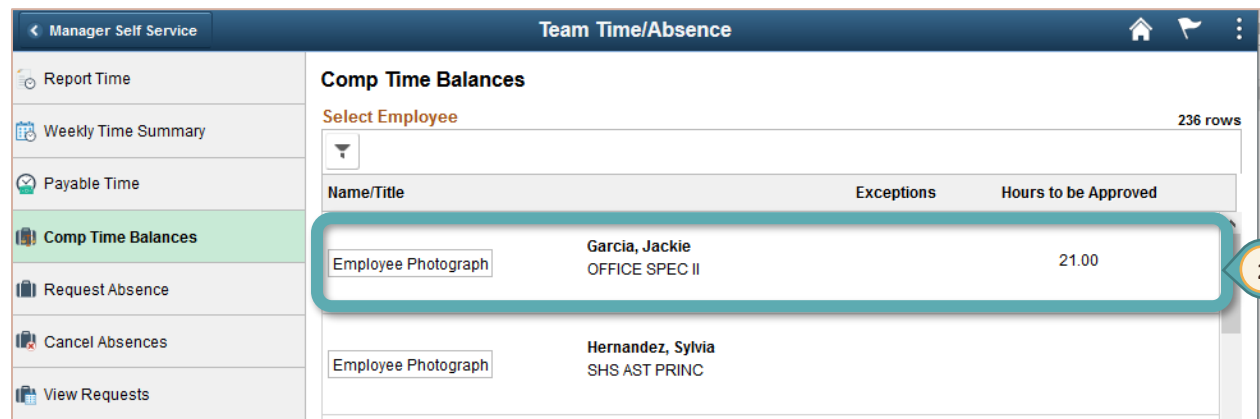 Manager Self Service
Team Time/Absence
Report Time
Weekly Time Summary
Payable Time
Comp Time Balances
Request Absence
Cancel Absences
View Requests
Comp Time Balances
Select Employee
236 rows
Name/Title Exceptions Hours to be Approved
Employee Photograph
Garcia, Jackie
OFFICE SPEC II
21.00
Employee Photograph
Hernandez, Sylvia
SHS AST PRINC